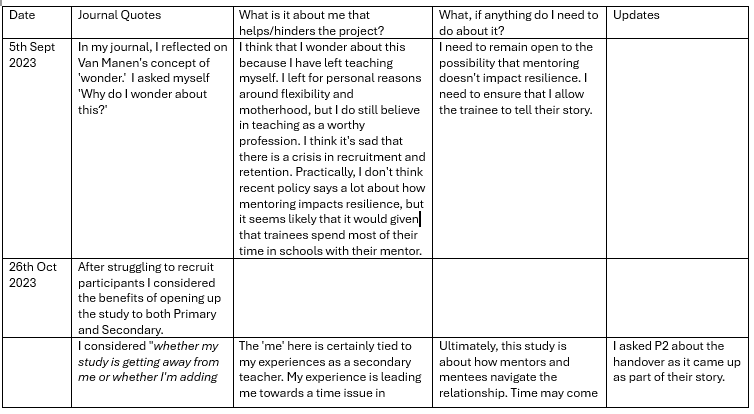 Date
Journal Quotes
What is it about me that
helps/hinders the project?
What, if anything do I need to
do about it?
Updates
5th Sept
2023
In my journal, I reflected on
Van Manen's concept of
'wonder.'  I asked myself
'Why do I wonder about
this?'
I think that I wonder about this
because I have left teaching
myself. I left for personal reasons
around flexibility and
motherhood, but I do still believe
in teaching as a worthy
profession. I think it's sad that
there is a crisis in recruitment and
retention. Practically, I don't think
recent policy says a lot about how
mentoring impacts resilience, but
it seems likely that it would given
that trainees spend most of their
time in schools with their mentor.
I need to remain open to the
possibility that mentoring
doesn't impact resilience. I
need to ensure that I allow
the trainee to tell their story.
26th Oct
2023
After struggling to recruit
participants I considered
the benefits of opening up
the study to both Primary
and Secondary.
I considered "whether my
study is getting away from
me or whether I'm adding
The 'me' here is certainly tied to
my experiences as a secondary
teacher. My experience is leading
me towards a time issue in
Ultimately, this study is
about how mentors and
mentees navigate the
relationship. Time may come
I asked P2 about the
handover as it came up
as part of their story.